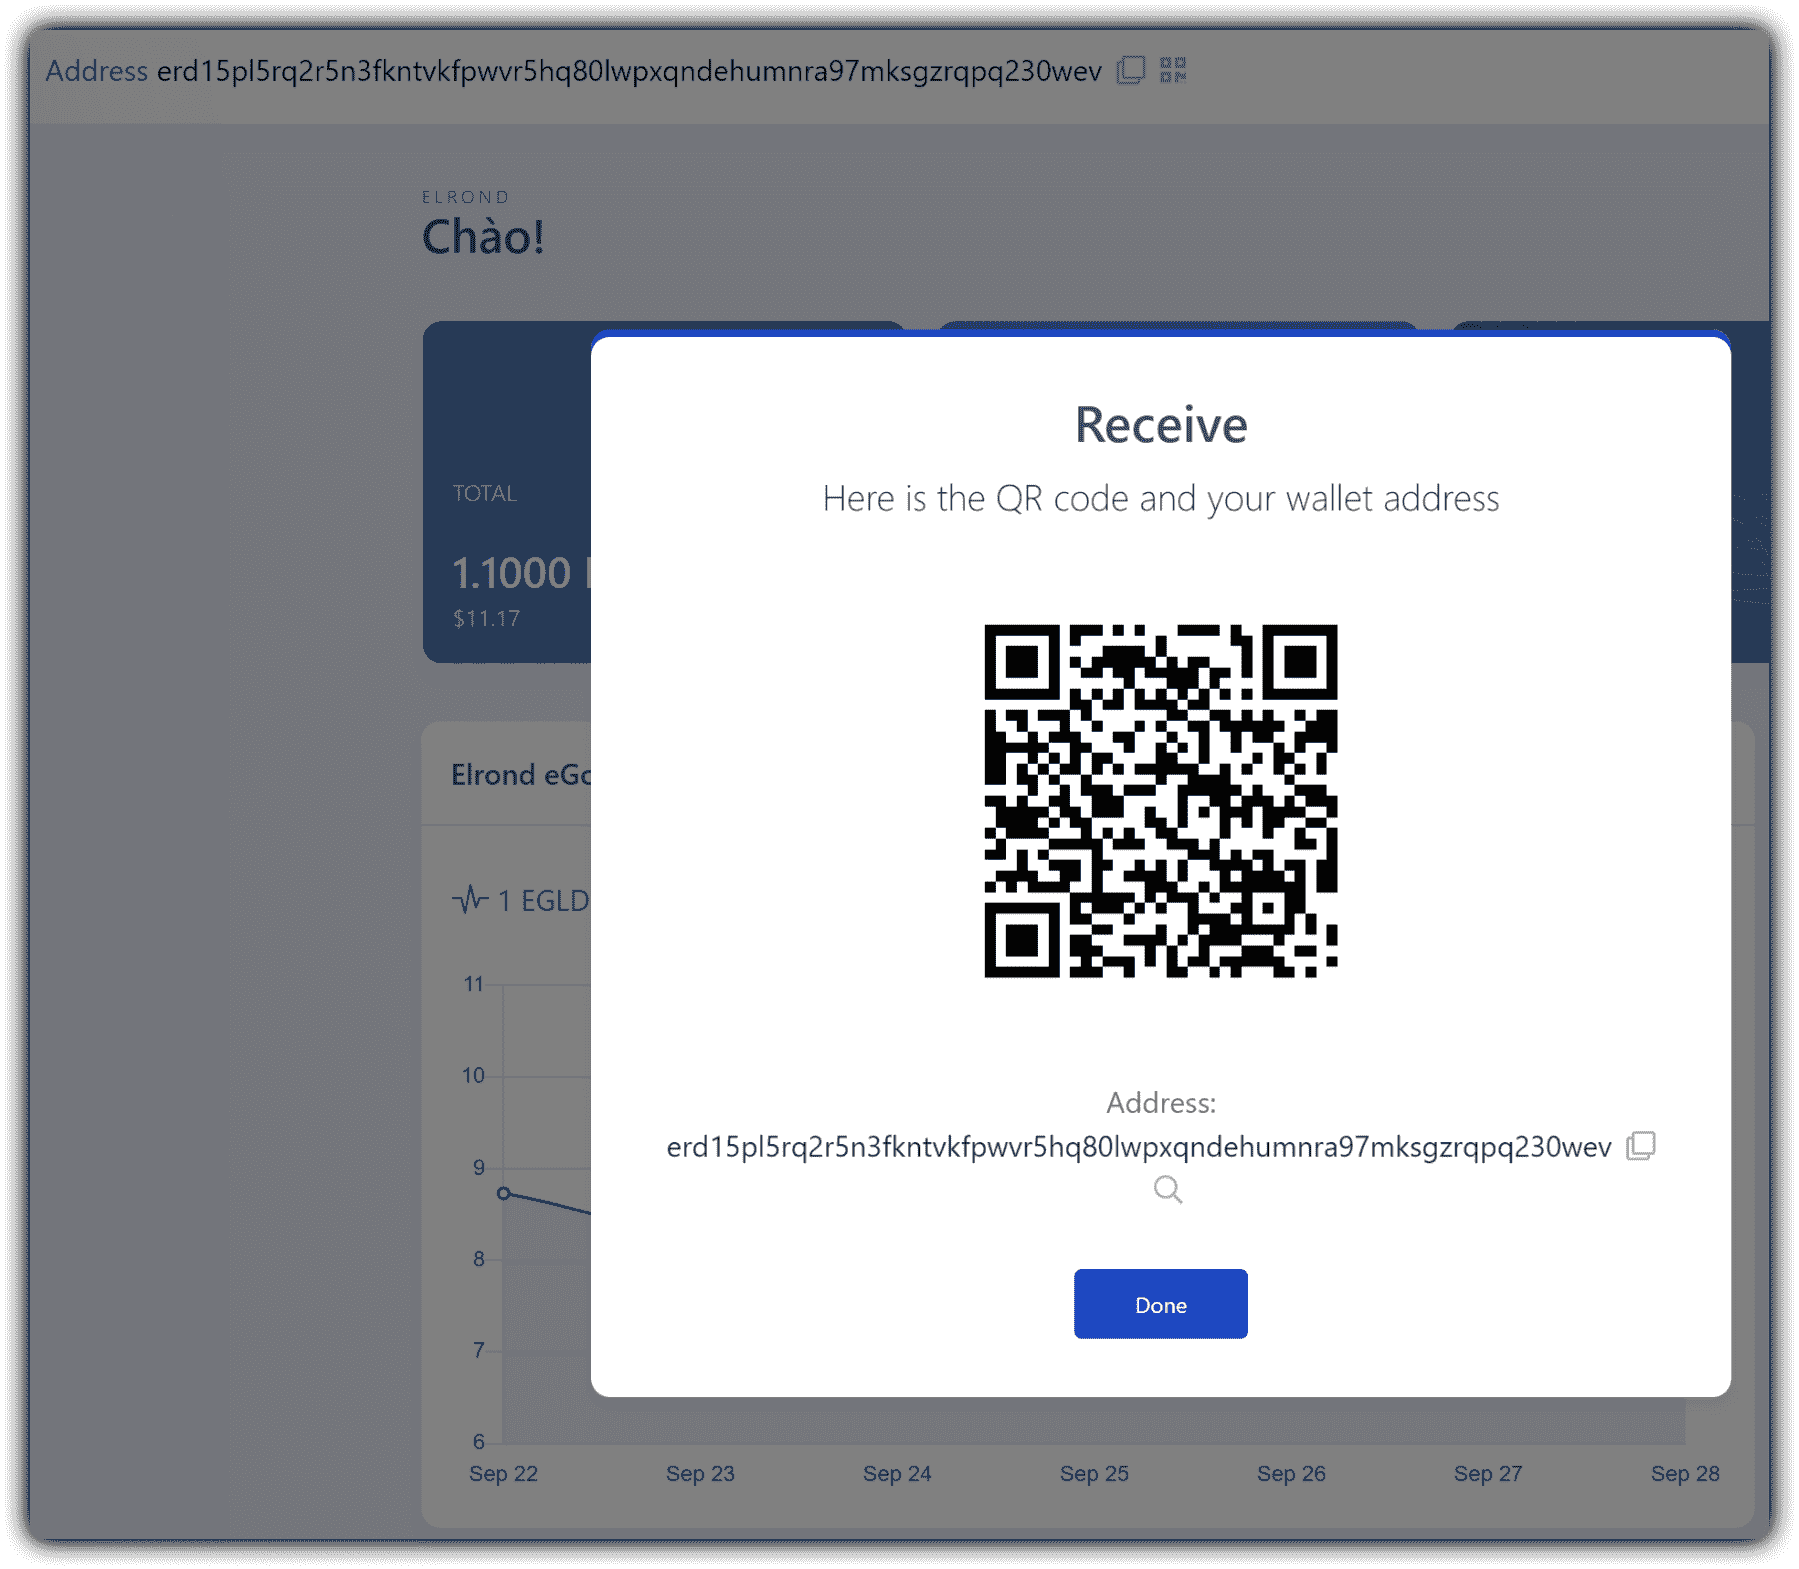 Address erd15pl5rq2r5n3fkntvkfpwvr5hq80lwpxqndehumnra97mksgzrqpq230wev
ELROND
Chào!
TOTAL
1.1000
$11.17
Receive
Here is the QR code and your wallet address
Address:
erd15pl5rq2r5n3fkntvkfpwvr5hq80lwpxqndehumnra97mksgzrqpq230wev
Done
Elrond eGo
1 EGLD
11
10
9
8
7
6
Sep 22 Sep 23 Sep 24 Sep 25 Sep 26 Sep 27 Sep 28